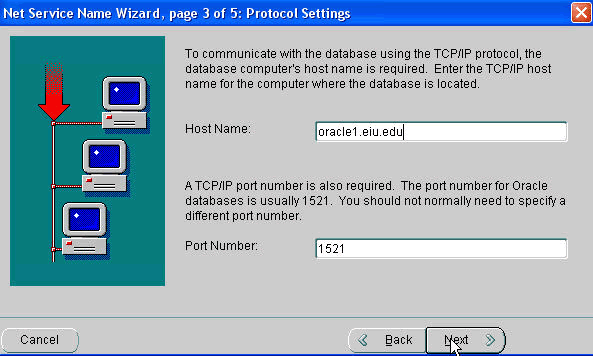 Net Service Name Wizard, page 3 of 5: Protocol Settings
To communicate with the database using the TCP/IP protocol, the
database computer's host name is required.  Enter the TCP/IP host
name for the computer where the database is located.
Host Name:
oracle1.eiu.edu
A TCP/IP port number is also required.  The port number for Oracle
databases is usually 1521.  You should not normally need to specify a
different port number.
Port Number:
1521
Cancel
Back
Next